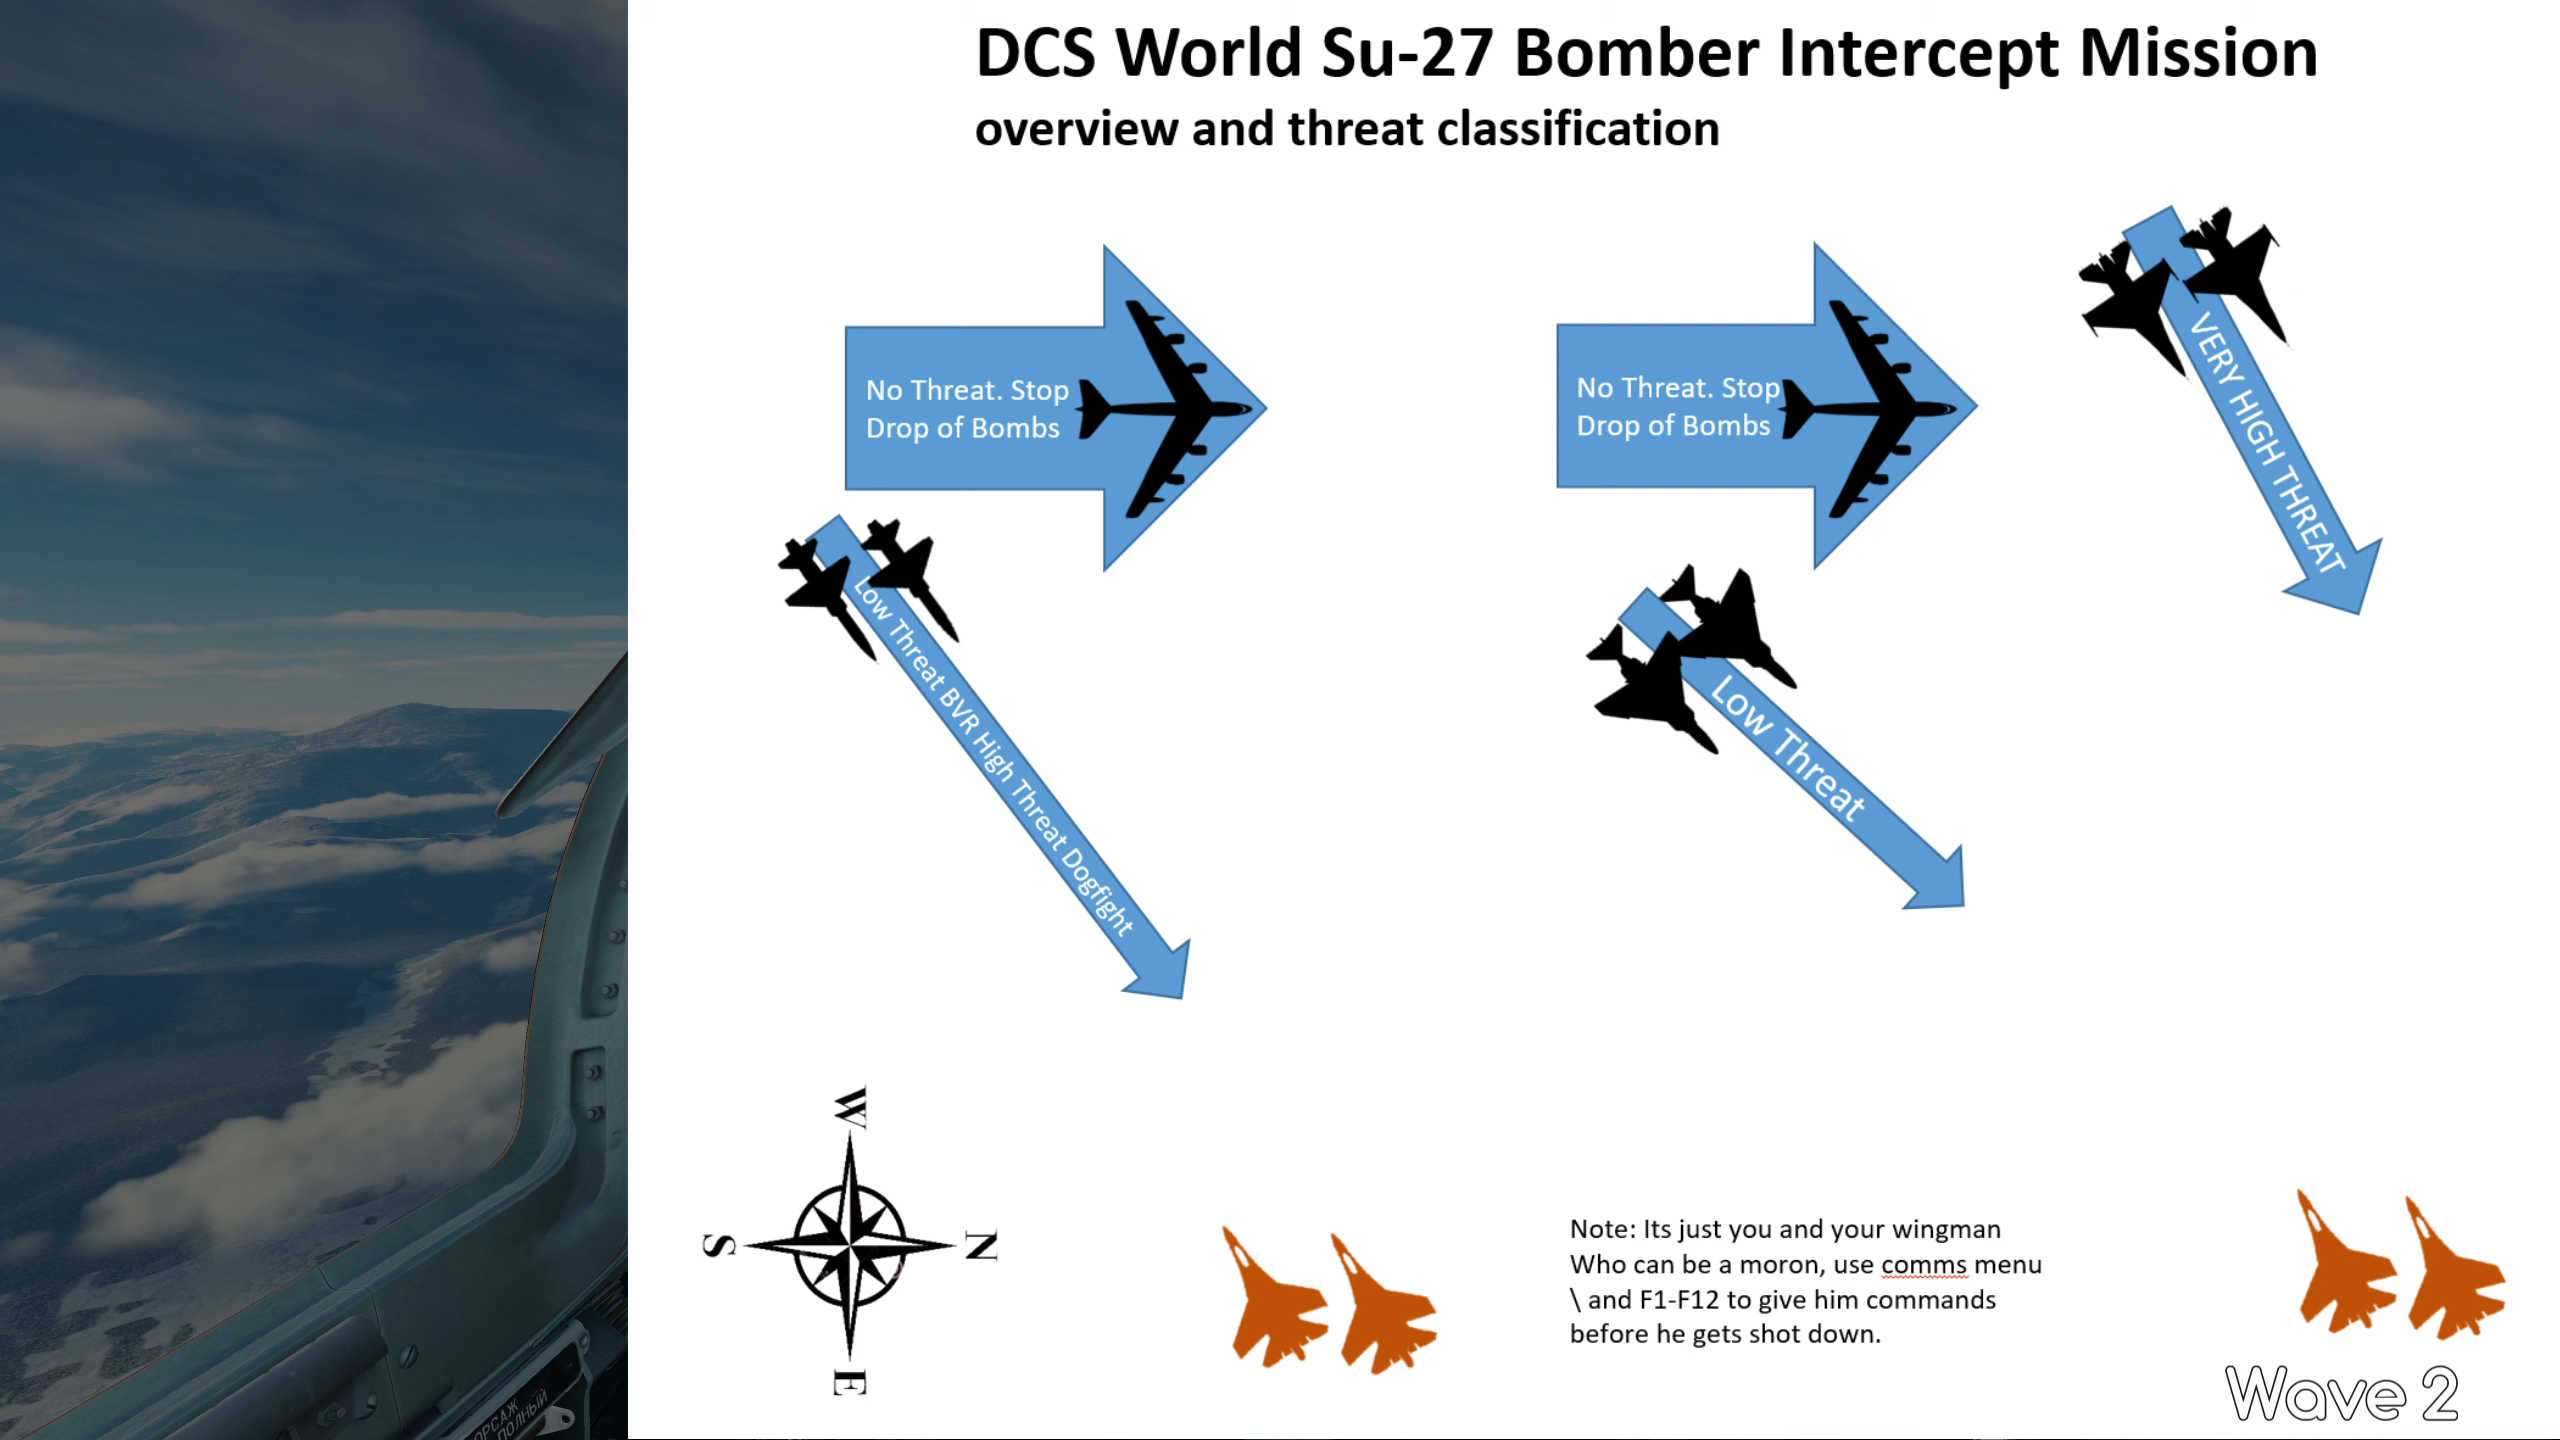 DCS World Su-27 Bomber Intercept Mission
overview and threat classification
No Threat. Stop
Drop of Bombs
No Threat. Stop
Drop of Bombs
VERY HIGH THREAT
Low Threat BVR High Threat Dogfight
Low Threat
W
S
N
E
Note: Its just you and your wingman
Who can be a moron, use comms menu
\ and F1-F12 to give him commands
before he gets shot down.
Wave 2
ПОЛНЫЙ